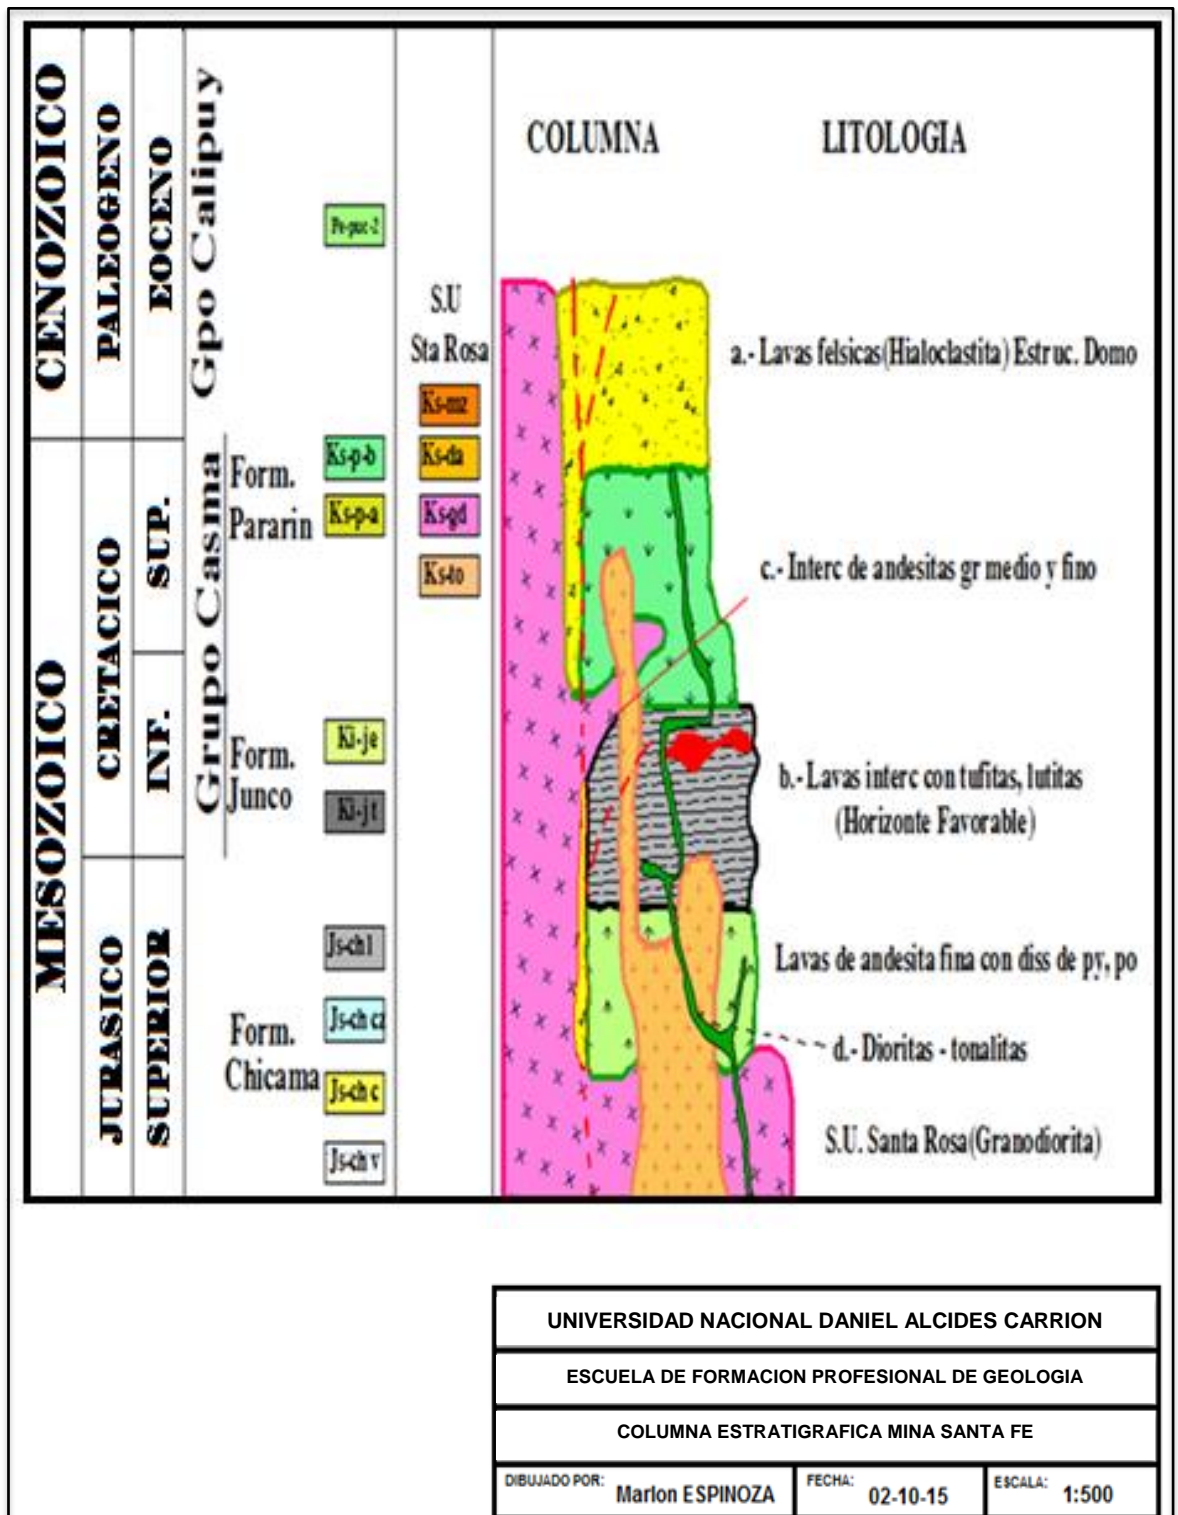 CENOZOICO
PALEOGENO
EOCENO
Gpo Calipuy
Pe-puc-2
MESOZOICO
CRETACICO
SUP.
INF.
Grupo Casma
Form.
Pararin
Ks-p-b
Ks-p-a
Form.
Junco
Ki-je
Ki-jt
JURASICO
SUPERIOR
Form.
Chicama
Js-ch l
Js-ch cz
Js-ch c
Js-ch v
S.U
Sta Rosa
Ks-mz
Ks-da
Ks-gd
Ks-to
COLUMNA
LITOLOGIA
a.- Lavas felsicas(Hialoclastita) Estruc. Domo
c.- Interc de andesitas gr medio y fino
b.- Lavas interc con tufitas, lutitas
(Horizonte Favorable)
Lavas de andesita fina con diss de py, po
d.- Dioritas - tonalitas
S.U. Santa Rosa(Granodiorita)
UNIVERSIDAD NACIONAL DANIEL ALCIDES CARRION
ESCUELA DE FORMACION PROFESIONAL DE GEOLOGIA
COLUMNA ESTRATIGRAFICA MINA SANTA FE
DIBUJADO POR: Marlon ESPINOZA
FECHA: 02-10-15
ESCALA: 1:500